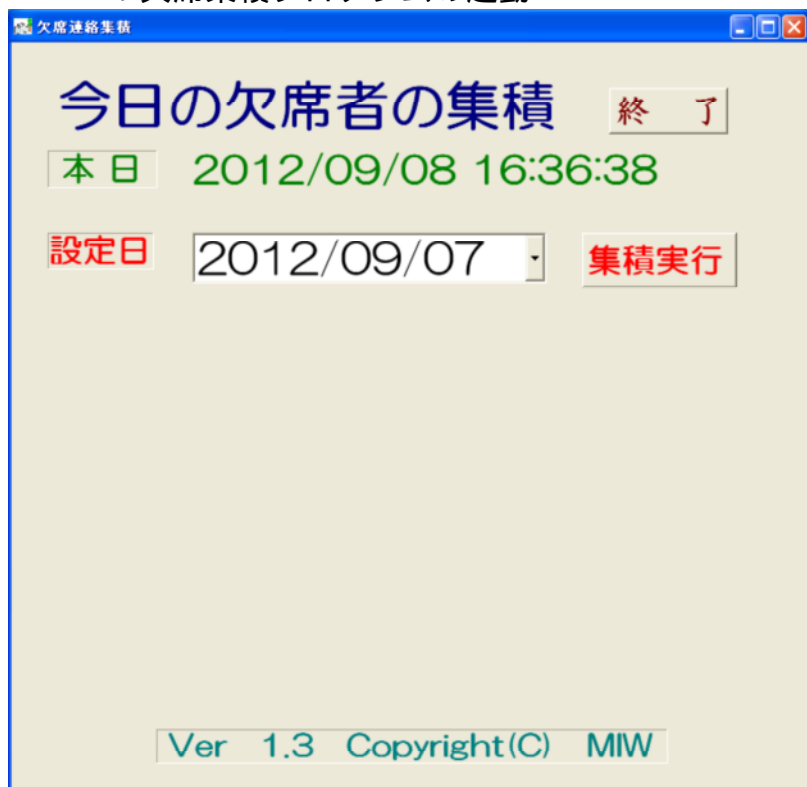 欠席連絡集積
今日の欠席者の集積 終 了
本日 2012/09/08 16:36:38
設定日 2012/09/07 集積実行
Ver 1.3 Copyright(C) MIW